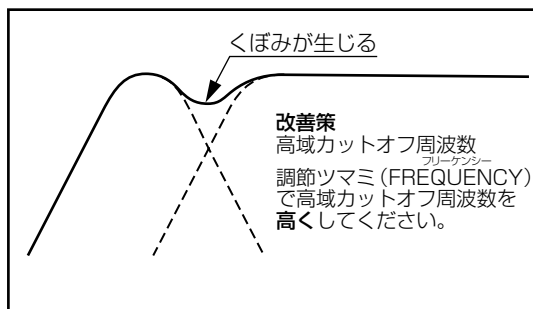 くぼみが生じる
改善策
高域カットオフ周波数
フリーケンシー
調節ツマミ(FREQUENCY)
で高域カットオフ周波数を
高くしてください。